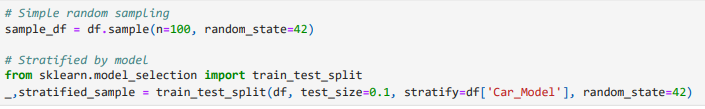 # Simple random sampling
sample_df = df.sample(n=100, random_state=42)
# Stratified by model
from sklearn.model_selection import train_test_split
_,stratified_sample = train_test_split(df, test_size=0.1, stratify=df['Car_Model'], random_state=42)